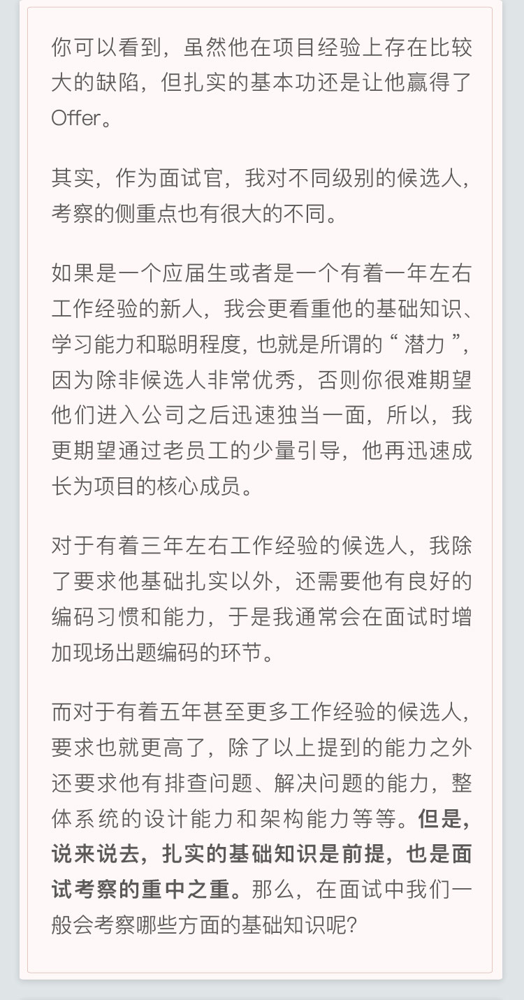 你可以看到，虽然他在项目经验上存在比较
大的缺陷，但扎实的基本功还是让他赢得了
Offer。
其实，作为面试官，我对不同级别的候选人，
考察的侧重点也有很大的不同。
如果是一个应届生或者是一个有着一年左右
工作经验的新人，我会更看重他的基础知识、
学习能力和聪明程度，也就是所谓的 “ 潜力 ”，
因为除非候选人非常优秀，否则你很难期望
他们进入公司之后迅速独当一面，所以，我
更期望通过老员工的少量引导，他再迅速成
长为项目的核心成员。
对于有着三年左右工作经验的候选人，我除
了要求他基础扎实以外，还需要他有良好的
编码习惯和能力，于是我通常会在面试时增
加现场出题编码的环节。
而对于有着五年甚至更多工作经验的候选人，
要求也就更高了，除了以上提到的能力之外
还要求他有排查问题、解决问题的能力，整
体系统的设计能力和架构能力等等。但是，
说来说去，扎实的基础知识是前提，也是面
试考察的重中之重。那么，在面试中我们一
般会考察哪些方面的基础知识呢？